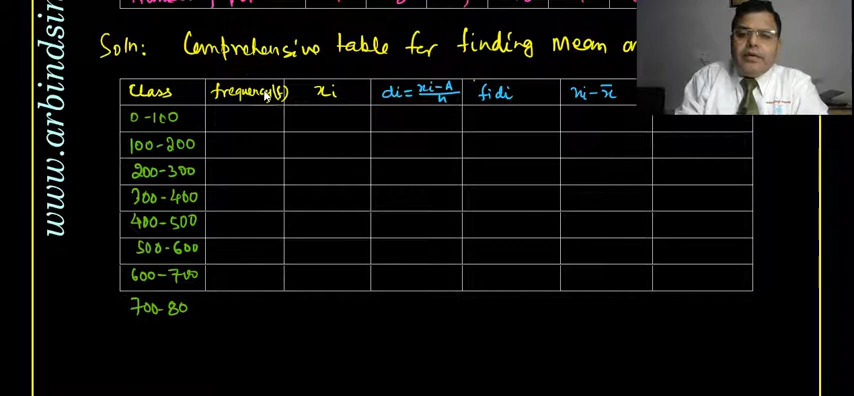 www.arbindsin
Soln: Comprehensive table for finding Mean
Class frequency(f) xi di = xi-A/h fidi xi-x̄
0-100
100-200
200-300
300-400
400-500
500-600
600-700
700-80